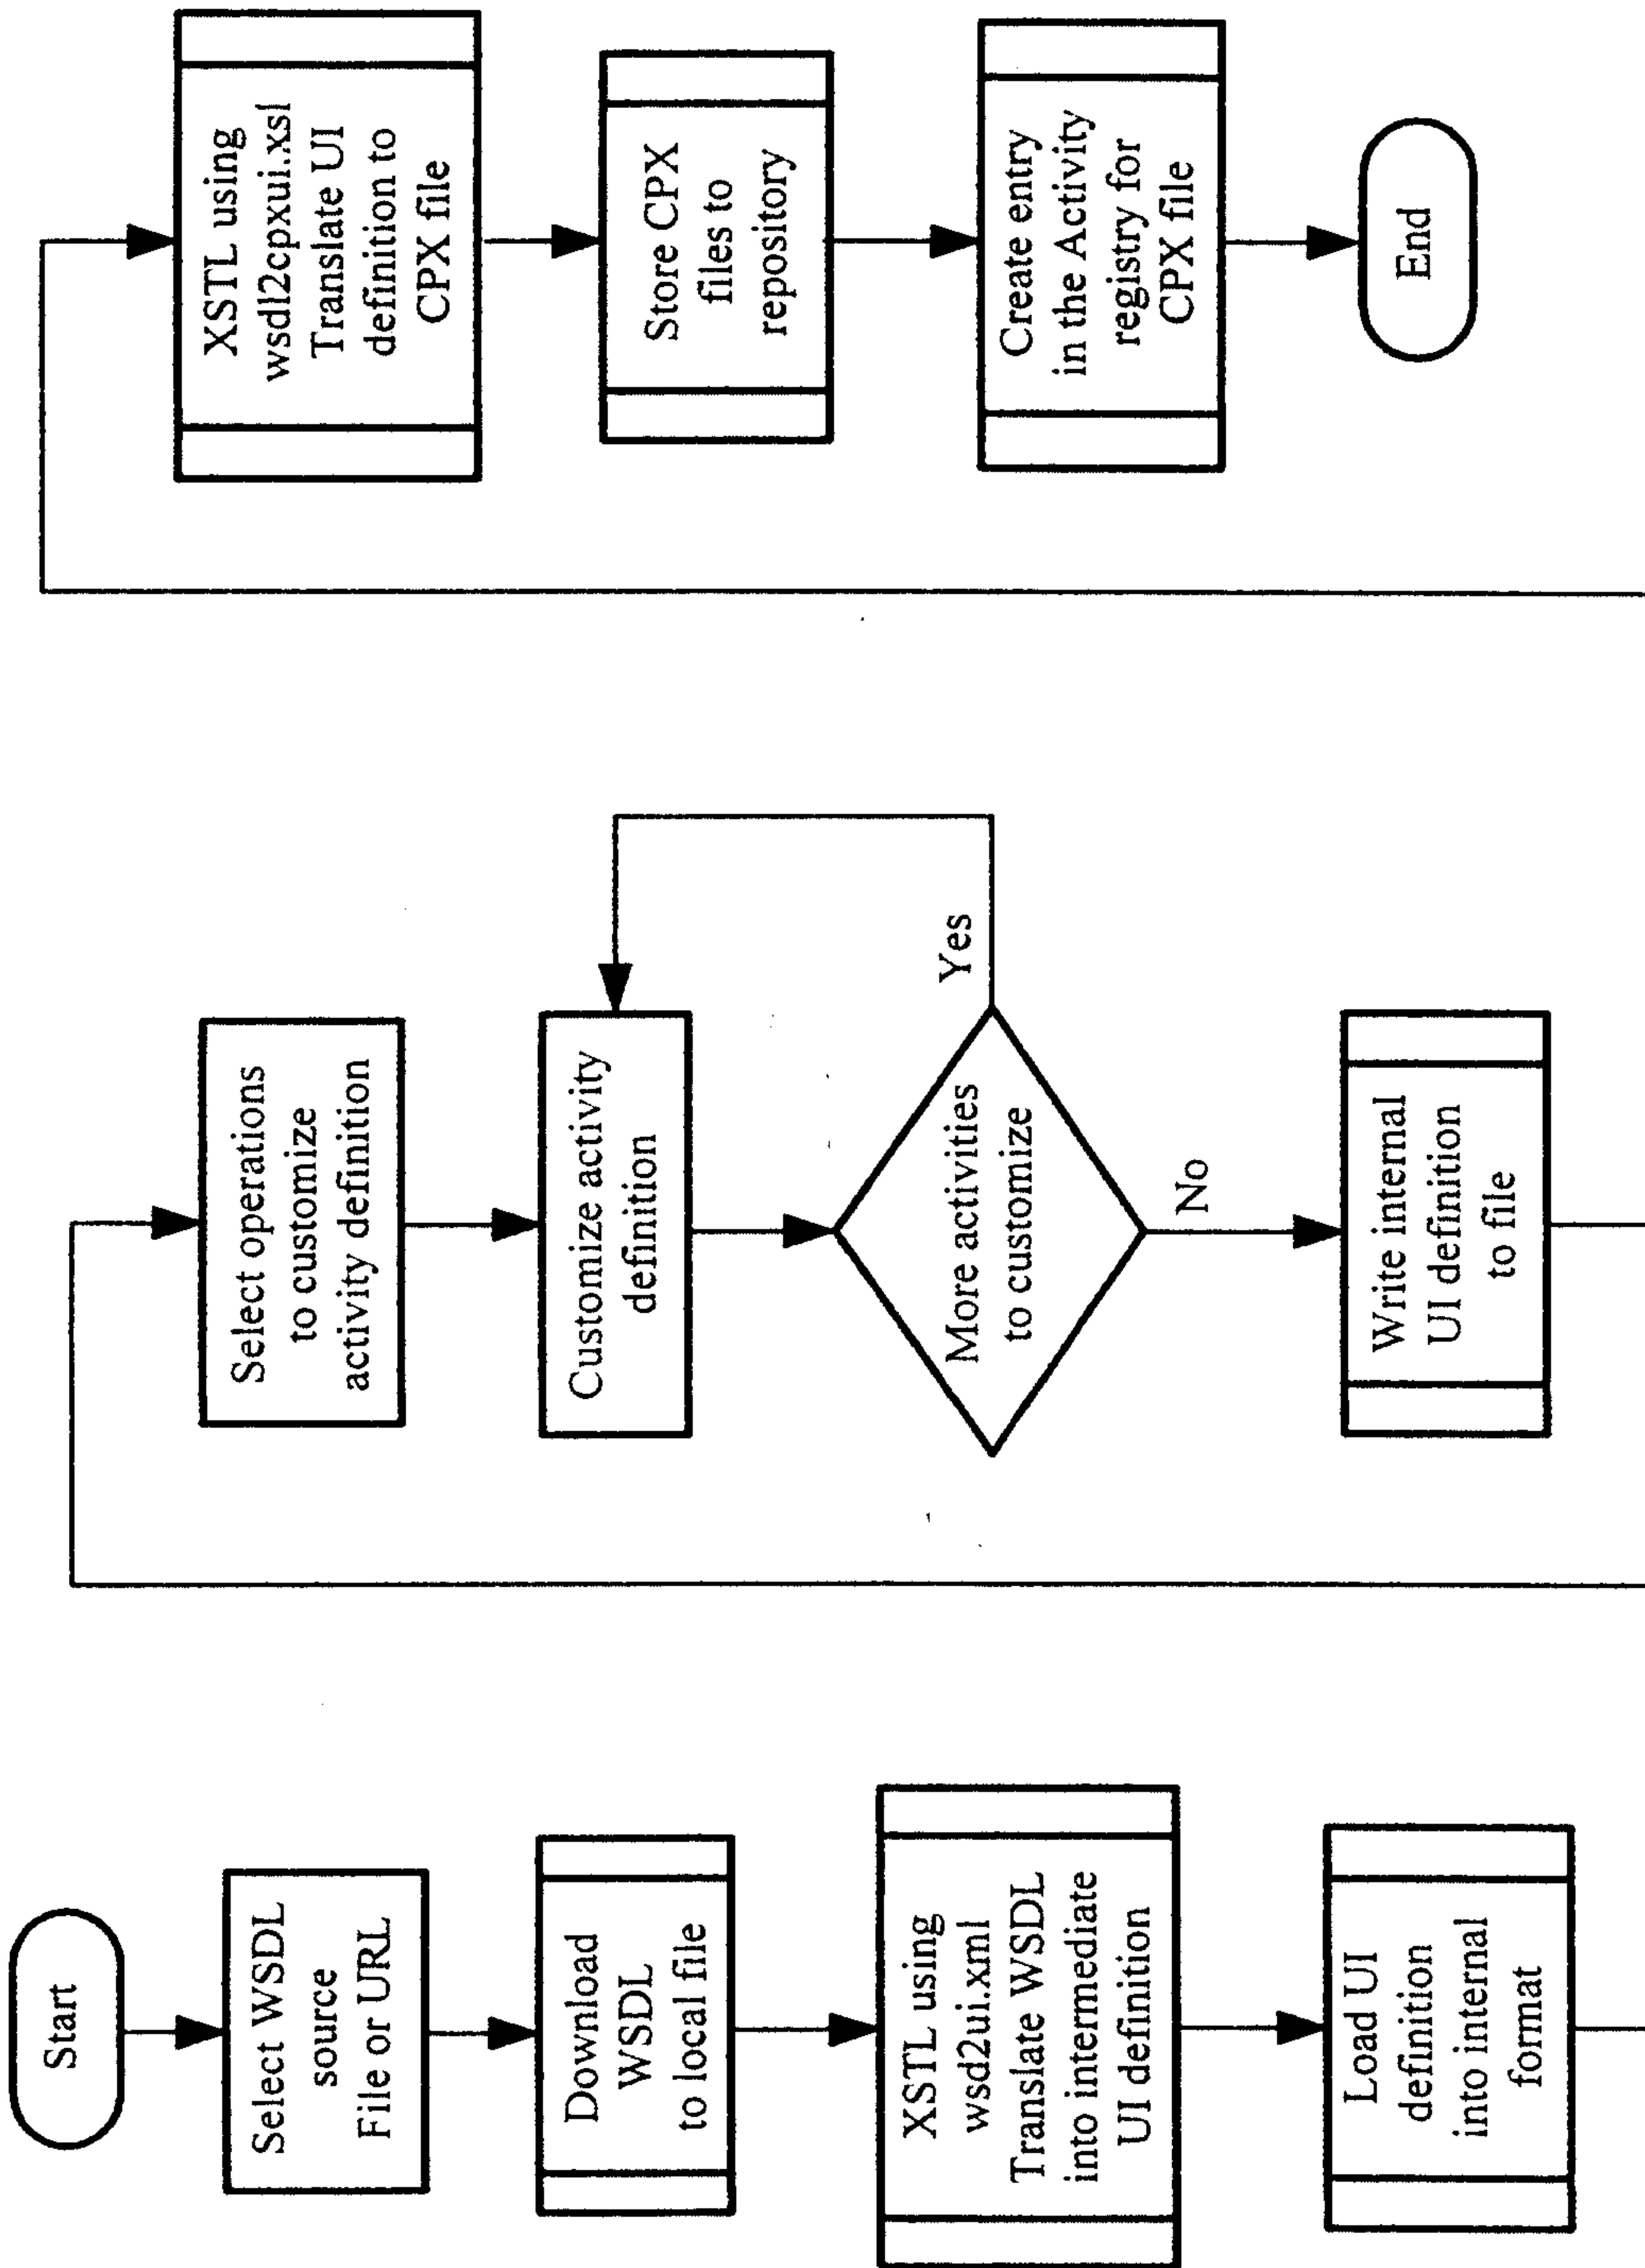 Start
Select WSDL
source
File or URL
Download
WSDL
to local file
XSTL using
wsd2ui.xml
Translate WSDL
into intermediate
UI definition
Load UI
definition
into internal
format
Select operations
to customize
activity definition
Customize activity
definition
More activities
to customize
Yes
No
Write internal
UI definition
to file
XSTL using
wsdl2cpxui.xsl
Translate UI
definition to
CPX file
Store CPX
files to
repository
Create entry
in the Activity
registry for
CPX file
End